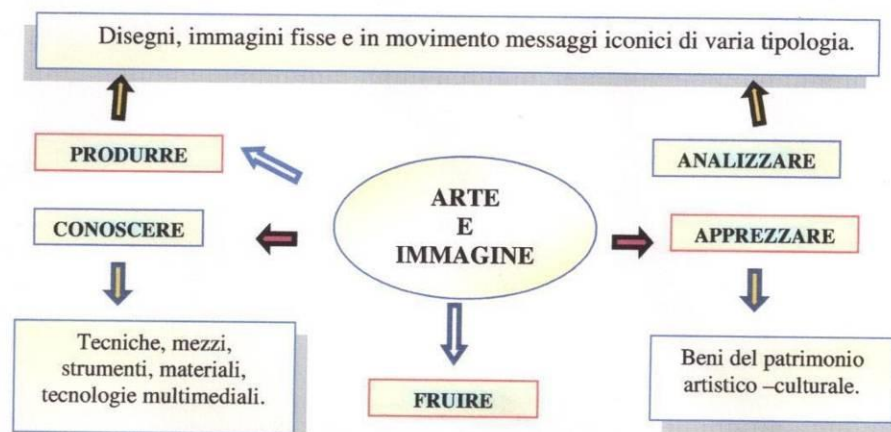 Disegni, immagini fisse e in movimento messaggi iconici di varia tipologia.
PRODURRE
ANALIZZARE
ARTE
E
IMMAGINE
CONOSCERE
APPREZZARE
Tecniche, mezzi,
strumenti, materiali,
tecnologie multimediali.
FRUIRE
Beni del patrimonio
artistico –culturale.